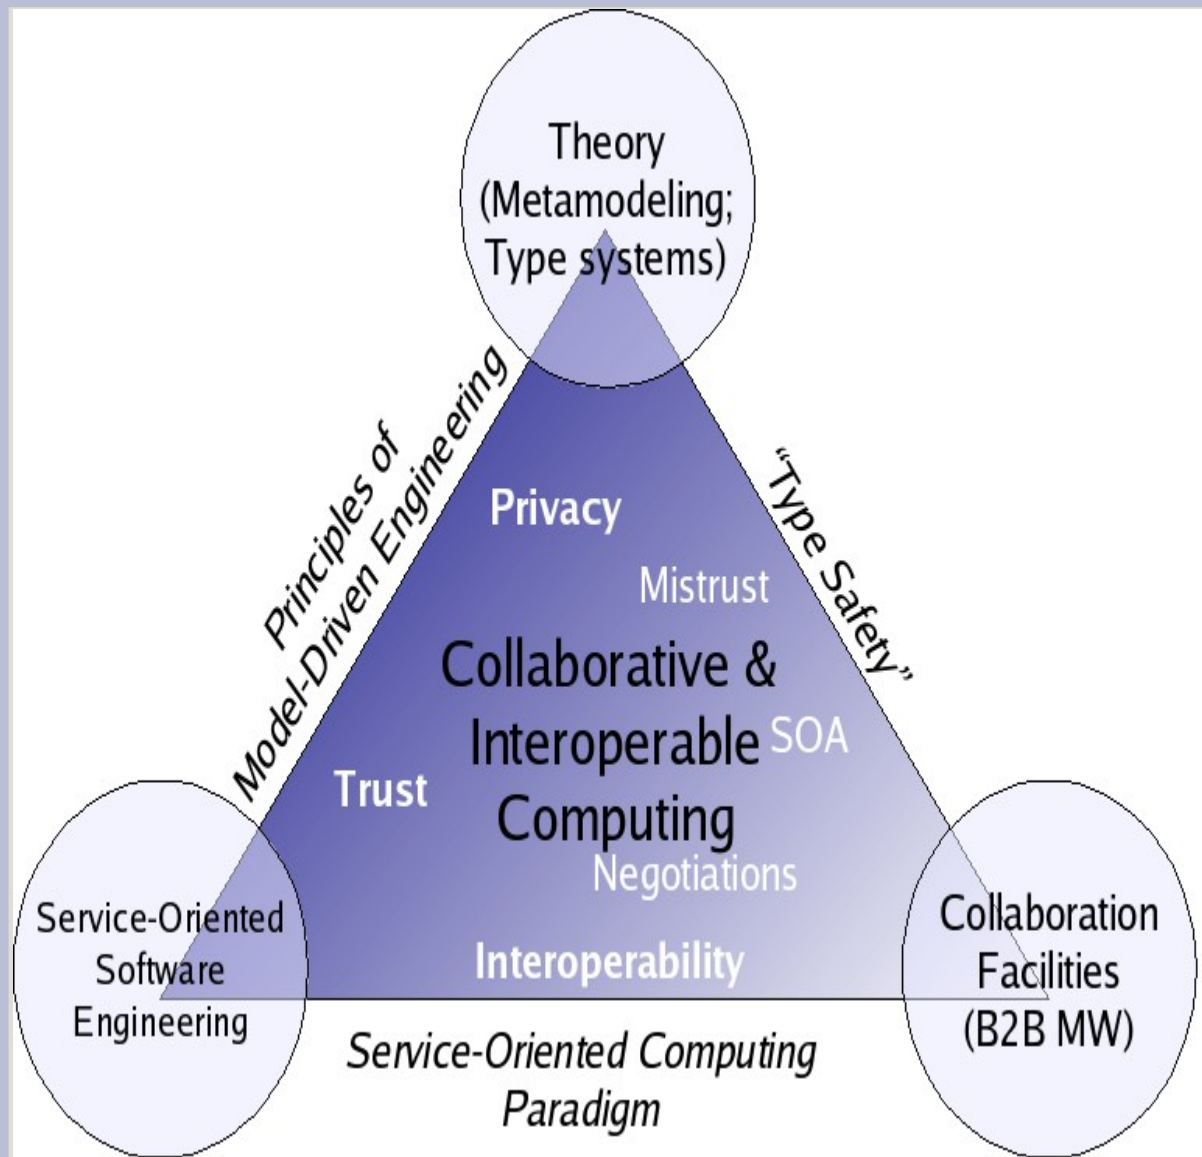 Theory
(Metamodeling;
Type systems)
Principles of
Model-Driven Engineering
“Type Safety”
Privacy
Mistrust
Collaborative &
Interoperable
SOA
Trust
Computing
Negotiations
Interoperability
Service-Oriented
Software
Engineering
Collaboration
Facilities
(B2B MW)
Service-Oriented Computing
Paradigm